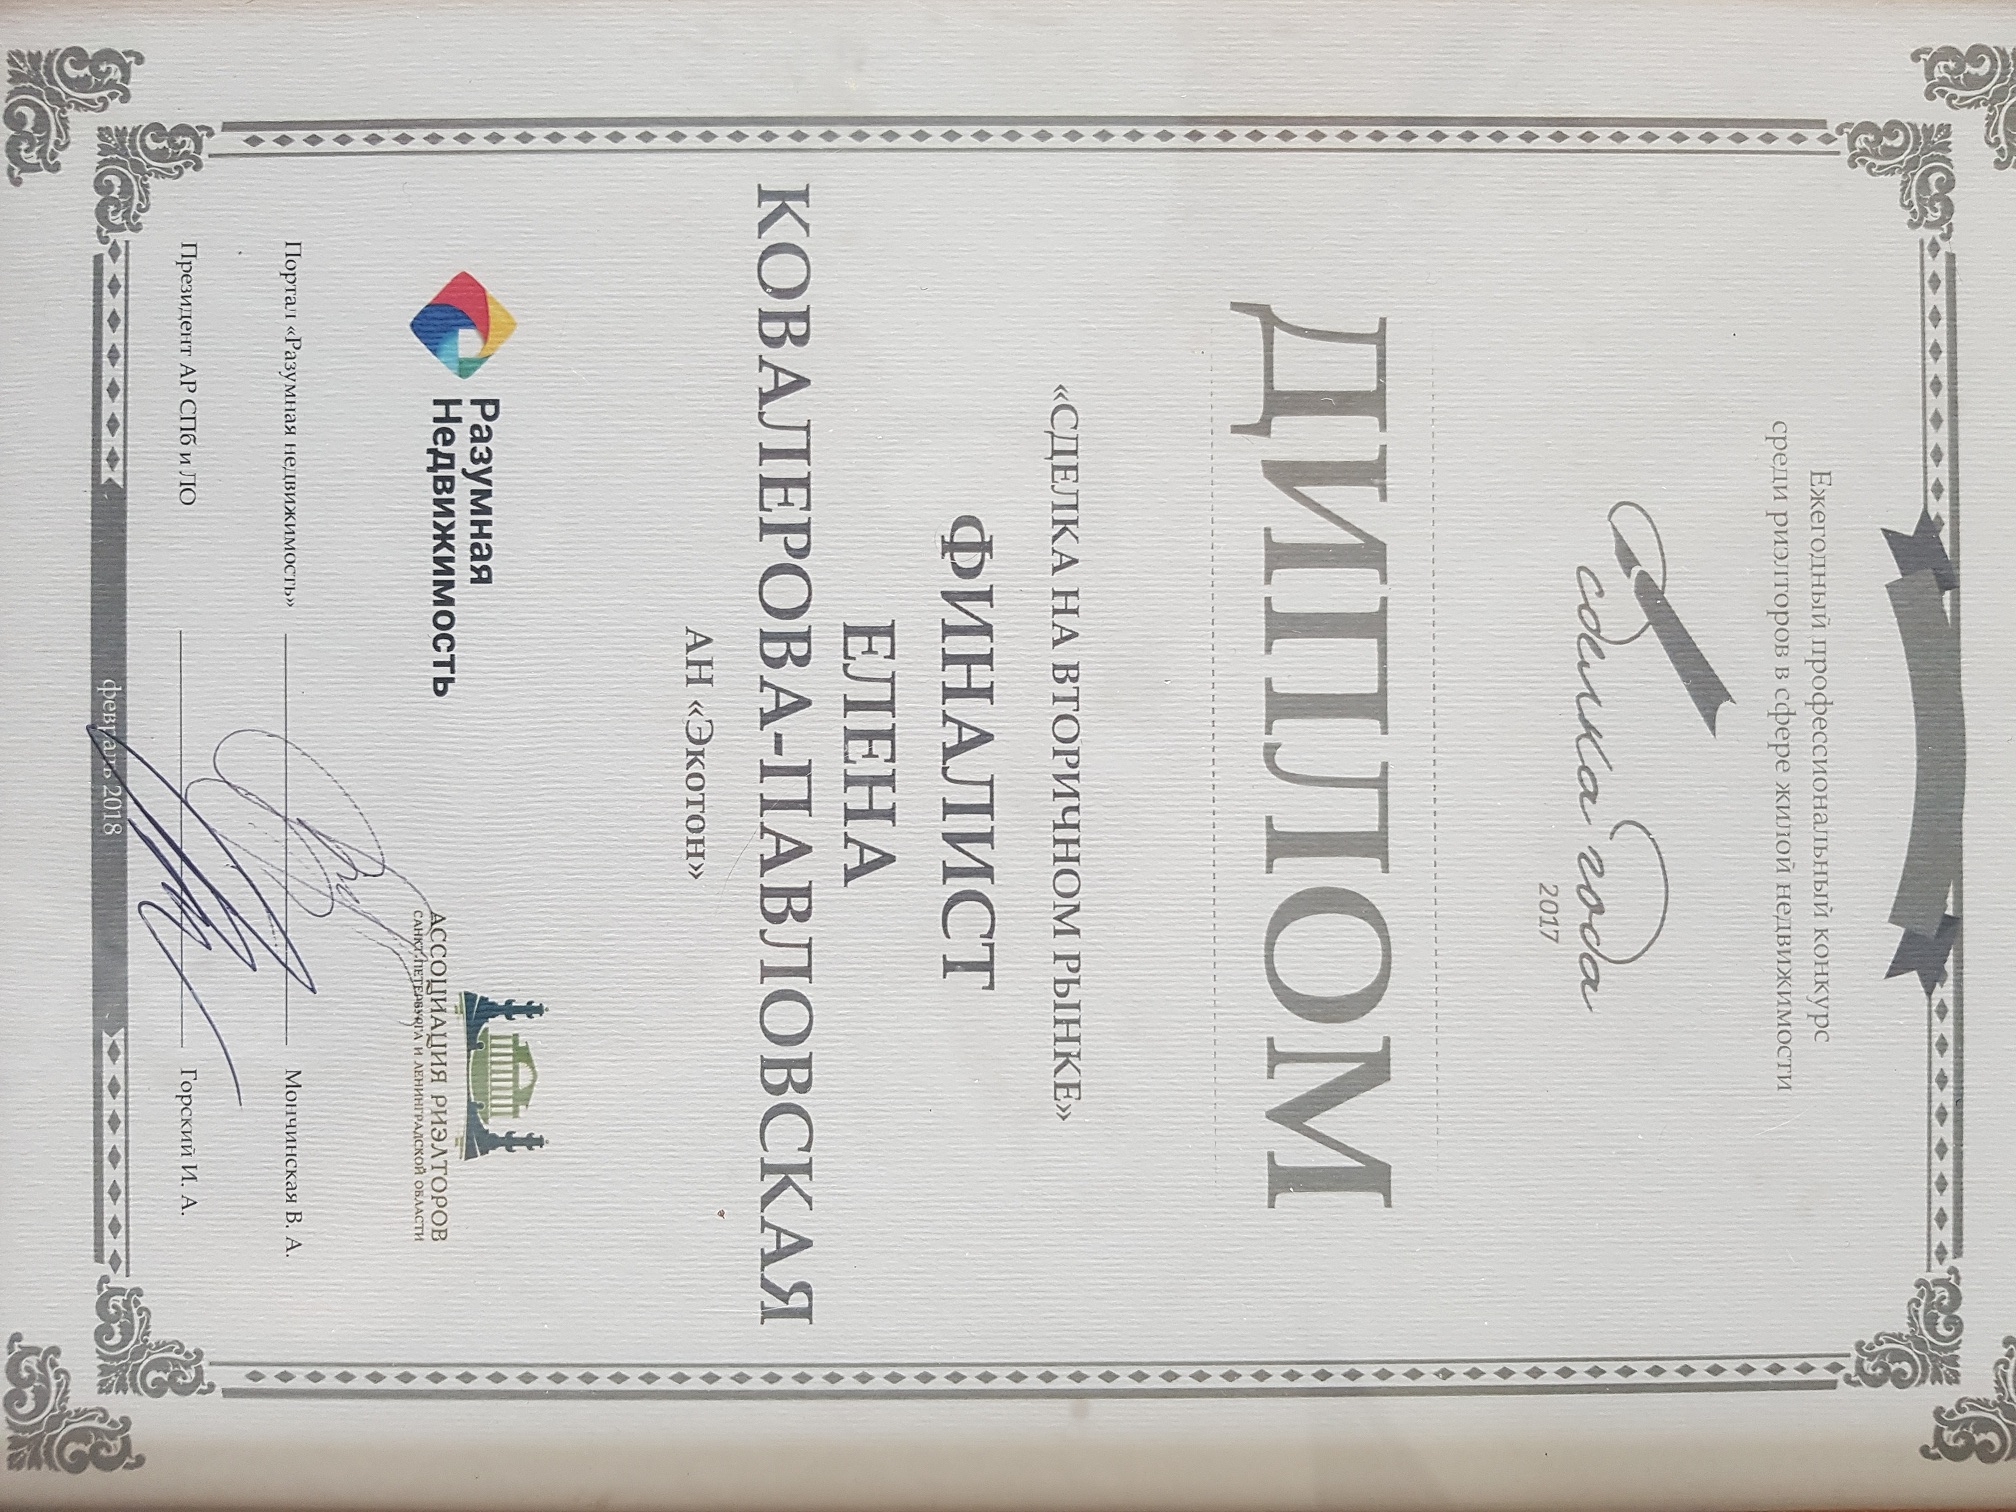 Ежегодный профессиональный конкурс
среди риэлторов в сфере жилой недвижимости
Сделка года
2017
ДИПЛОМ
«СДЕЛКА НА ВТОРИЧНОМ РЫНКЕ»
ФИНАЛИСТ
ЕЛЕНА
КОВАЛЕРОВА-ПАВЛОВСКАЯ
АН «Экотон»
Разумная
Недвижимость
АССОЦИАЦИЯ РИЭЛТОРОВ
САНКТ-ПЕТЕРБУРГА И ЛЕНИНГРАДСКОЙ ОБЛАСТИ
Портал «Разумная недвижимость» Мончинская В. А.
Президент АР СПб и ЛО Горский И. А.
февраль 2018